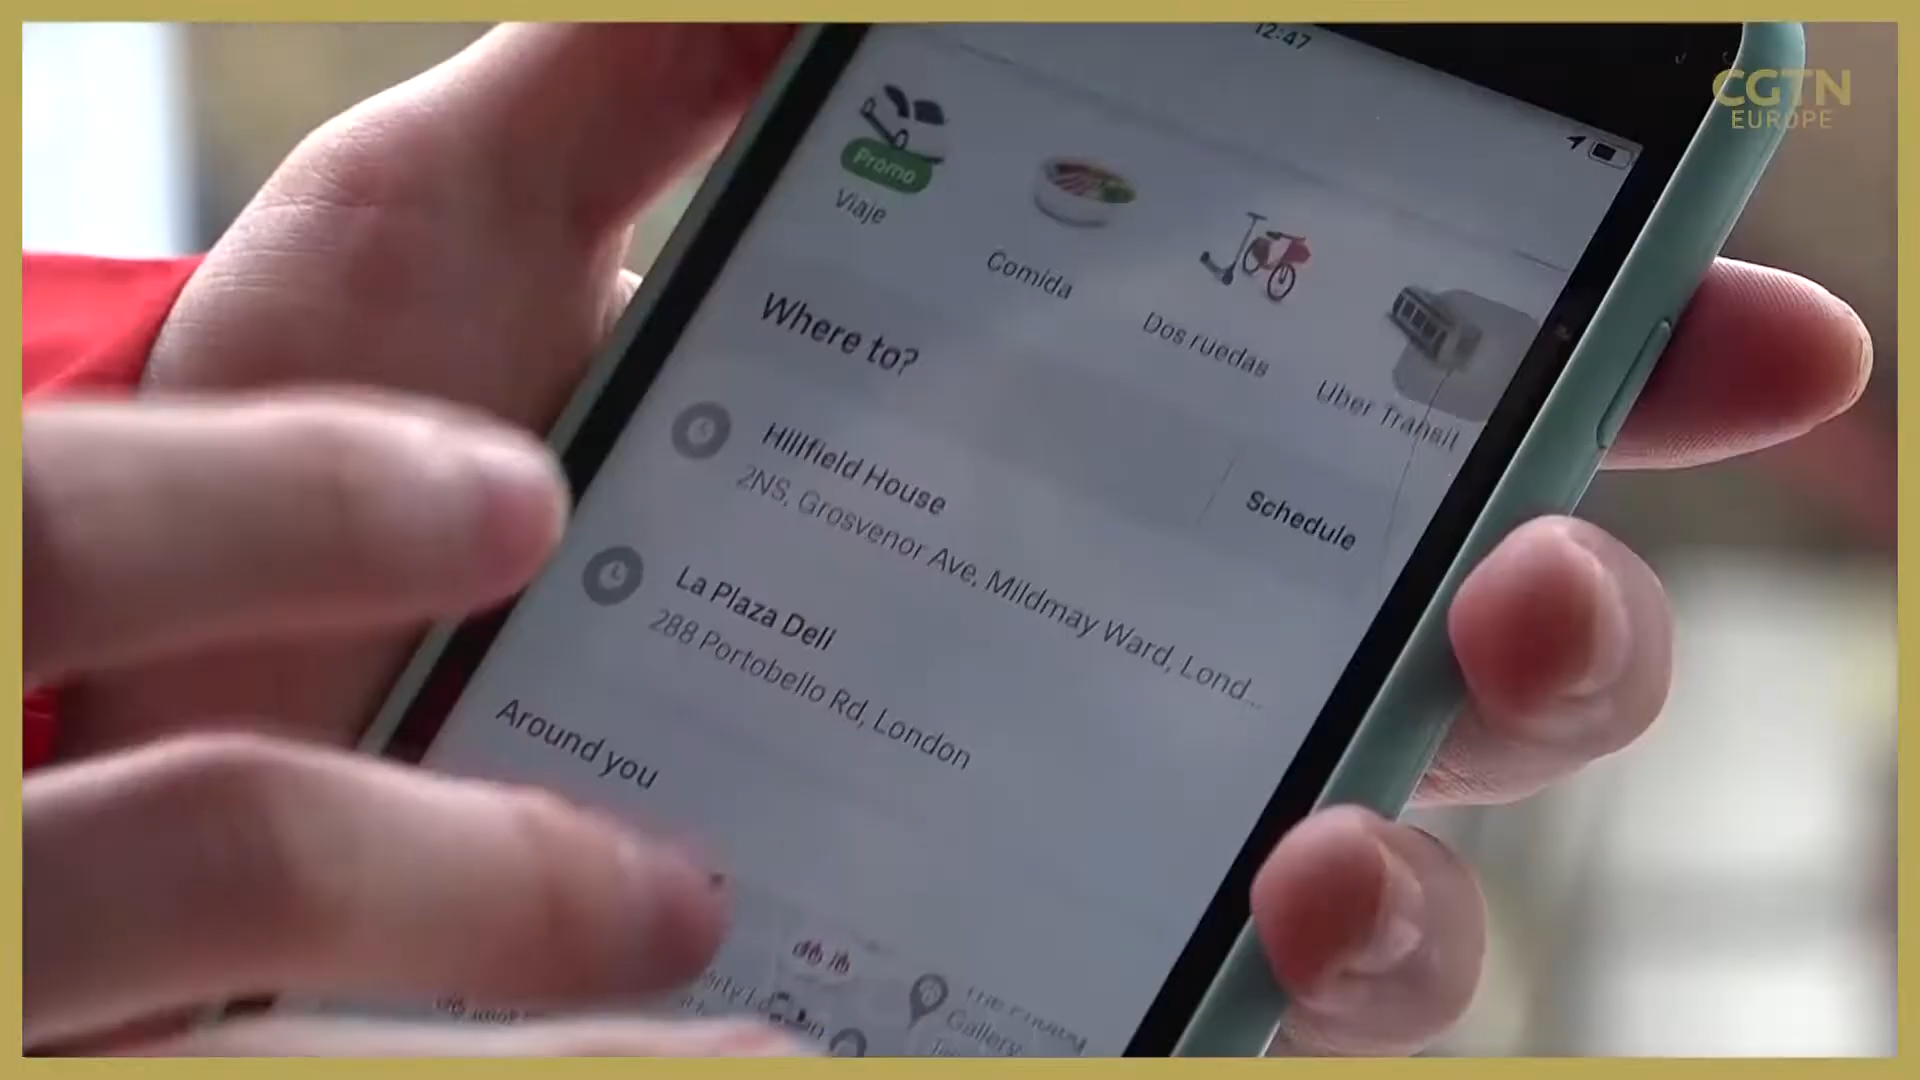 12:47
CGTN
EUROPE
Promo
Viaje
Comida
Dos ruedas
Uber Transit
Where to?
Schedule
Hillfield House
2NS, Grosvenor Ave, Mildmay Ward, Lond...
La Plaza Deli
288 Portobello Rd, London
Around you
Gallery